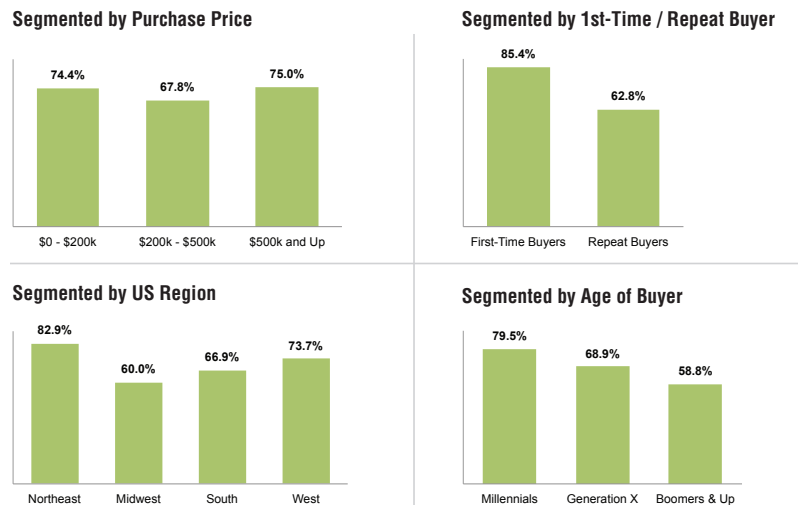 Segmented by Purchase Price
74.4%
67.8%
75.0%
$0 - $200k
$200k - $500k
$500k and Up
Segmented by 1st-Time / Repeat Buyer
85.4%
62.8%
First-Time Buyers
Repeat Buyers
Segmented by US Region
82.9%
60.0%
66.9%
73.7%
Northeast
Midwest
South
West
Segmented by Age of Buyer
79.5%
68.9%
58.8%
Millennials
Generation X
Boomers & Up